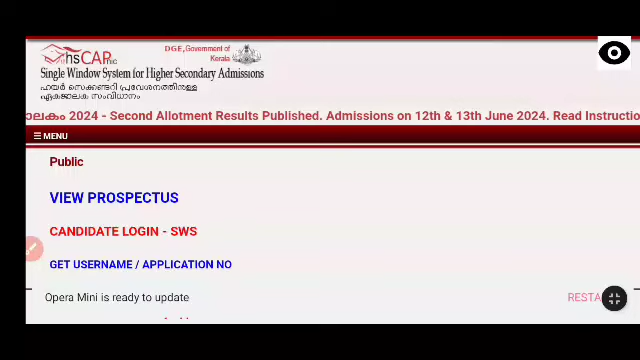 hsCAP
DGE, Government of
Kerala
Single Window System for Higher Secondary Admissions
ഹയർ സെക്കണ്ടറി പ്രവേശനത്തിനുള്ള
ഏകജാലക സംവിധാനം
ാലകം 2024 - Second Allotment Results Published. Admissions on 12th & 13th June 2024. Read Instructio
☰ MENU
Public
VIEW PROSPECTUS
CANDIDATE LOGIN - SWS
GET USERNAME / APPLICATION NO
Opera Mini is ready to update
RESTA